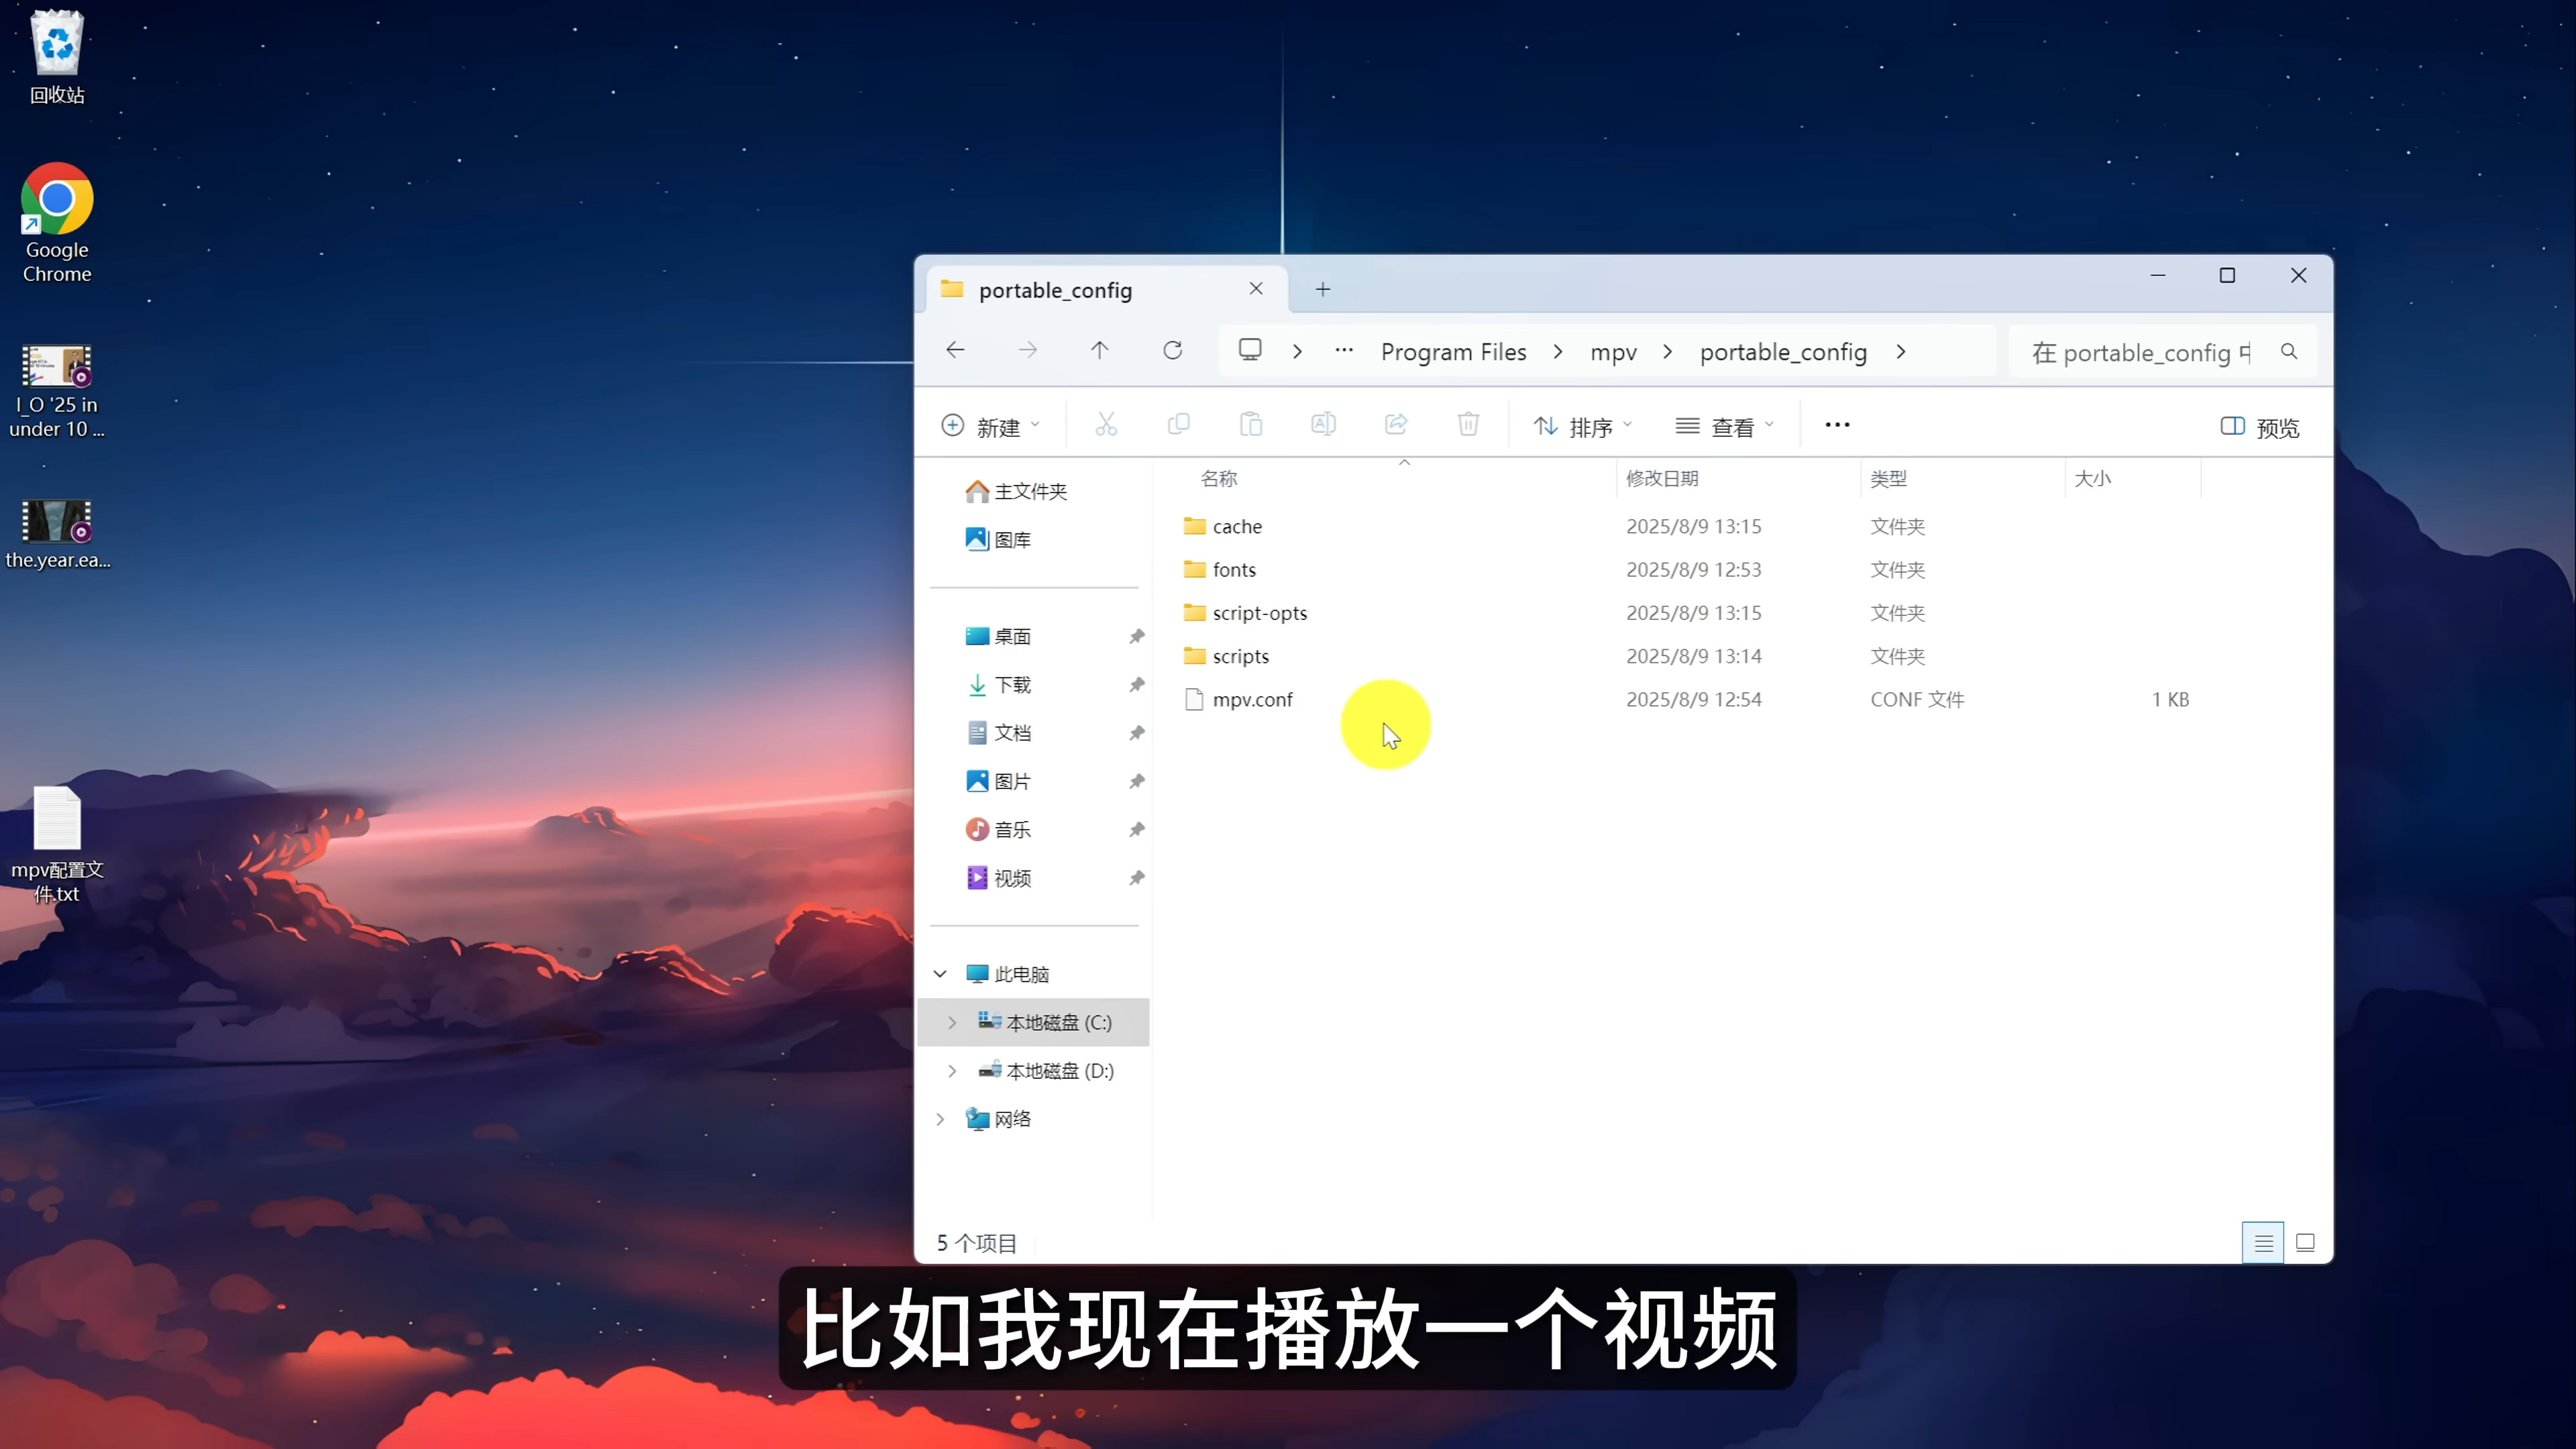 回收站
Google
Chrome
I_O '25 in
under 10 ...
the.year.ea...
mpv配置文
件.txt
portable_config
Program Files
mpv
portable_config
在 portable_config 中
新建
排序
查看
预览
主文件夹
图库
桌面
下载
文档
图片
音乐
视频
此电脑
本地磁盘 (C:)
本地磁盘 (D:)
网络
名称 修改日期 类型 大小
cache 2025/8/9 13:15 文件夹
fonts 2025/8/9 12:53 文件夹
script-opts 2025/8/9 13:15 文件夹
scripts 2025/8/9 13:14 文件夹
mpv.conf 2025/8/9 12:54 CONF 文件 1 KB
5 个项目
比如我现在播放一个视频